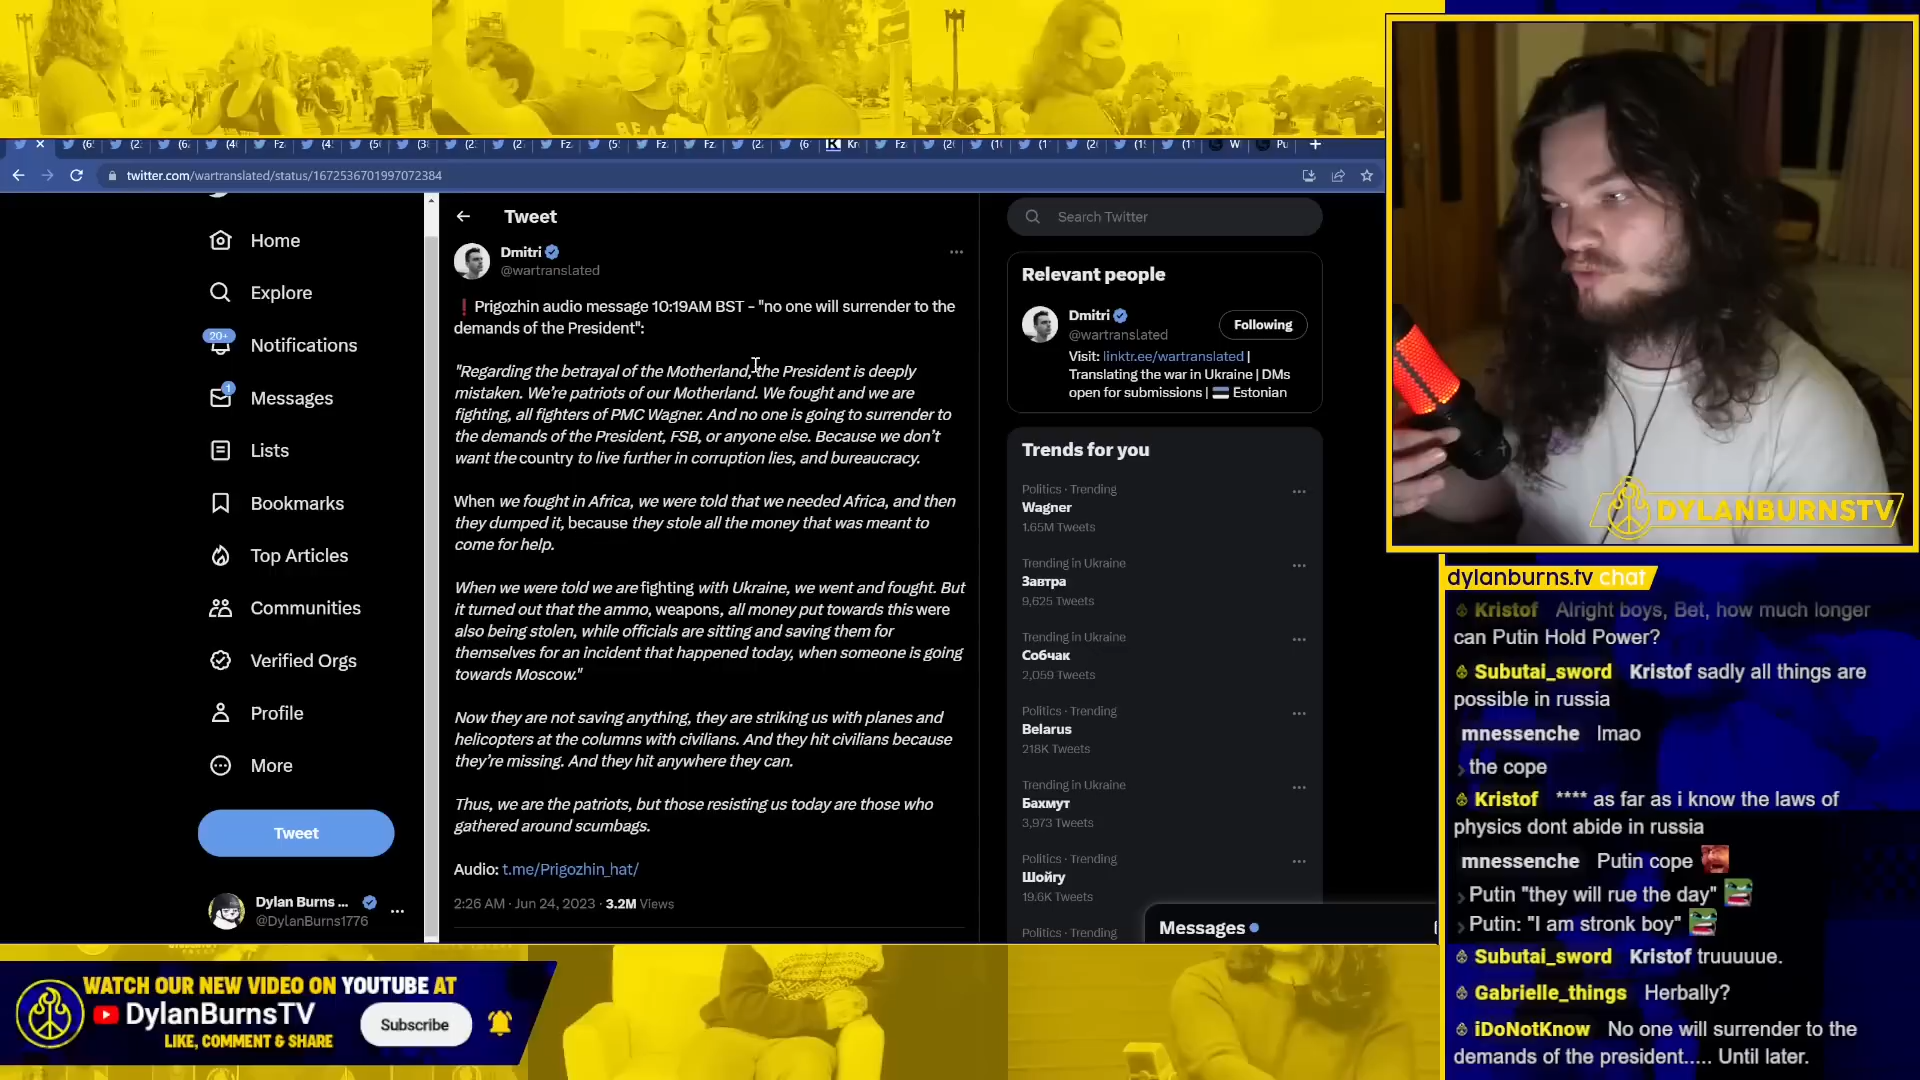 twitter.com/wartranslated/status/1672536701997072384
Home
Explore
20+
Notifications
1
Messages
Lists
Bookmarks
Top Articles
Communities
Verified Orgs
Profile
More
Tweet
Dylan Burns ...
@DylanBurns1776
Tweet
Dmitri
@wartranslated
❗Prigozhin audio message 10:19AM BST - "no one will surrender to the
demands of the President":
"Regarding the betrayal of the Motherland, the President is deeply
mistaken. We're patriots of our Motherland. We fought and we are
fighting, all fighters of PMC Wagner. And no one is going to surrender to
the demands of the President, FSB, or anyone else. Because we don't
want the country to live further in corruption lies, and bureaucracy.
When we fought in Africa, we were told that we needed Africa, and then
they dumped it, because they stole all the money that was meant to
come for help.
When we were told we are fighting with Ukraine, we went and fought. But
it turned out that the ammo, weapons, all money put towards this were
also being stolen, while officials are sitting and saving them for
themselves for an incident that happened today, when someone is going
towards Moscow."
Now they are not saving anything, they are striking us with planes and
helicopters at the columns with civilians. And they hit civilians because
they're missing. And they hit anywhere they can.
Thus, we are the patriots, but those resisting us today are those who
gathered around scumbags.
Audio: t.me/Prigozhin_hat/
2:26 AM · Jun 24, 2023 · 3.2M Views
Search Twitter
Relevant people
Dmitri
@wartranslated
Following
Visit: linktr.ee/wartranslated |
Translating the war in Ukraine | DMs
open for submissions | Estonian
Trends for you
Politics · Trending
Wagner
1.65M Tweets
Trending in Ukraine
Завтра
9,625 Tweets
Trending in Ukraine
Собчак
2,059 Tweets
Politics · Trending
Belarus
218K Tweets
Trending in Ukraine
Бахмут
3,973 Tweets
Politics · Trending
Шойгу
19.6K Tweets
Politics · Trending
Messages
DYLANBURNSTV
dylanburns.tv chat
Kristof Alright boys, Bet, how much longer
can Putin Hold Power?
Subutai_sword Kristof sadly all things are
possible in russia
mnessenche lmao
the cope
Kristof **** as far as i know the laws of
physics dont abide in russia
mnessenche Putin cope
Putin "they will rue the day"
Putin: "I am stronk boy"
Subutai_sword Kristof truuuuue.
Gabrielle_things Herbally?
iDoNotKnow No one will surrender to the
demands of the president..... Until later.
WATCH OUR NEW VIDEO ON YOUTUBE AT
DylanBurnsTV
Subscribe
LIKE, COMMENT & SHARE